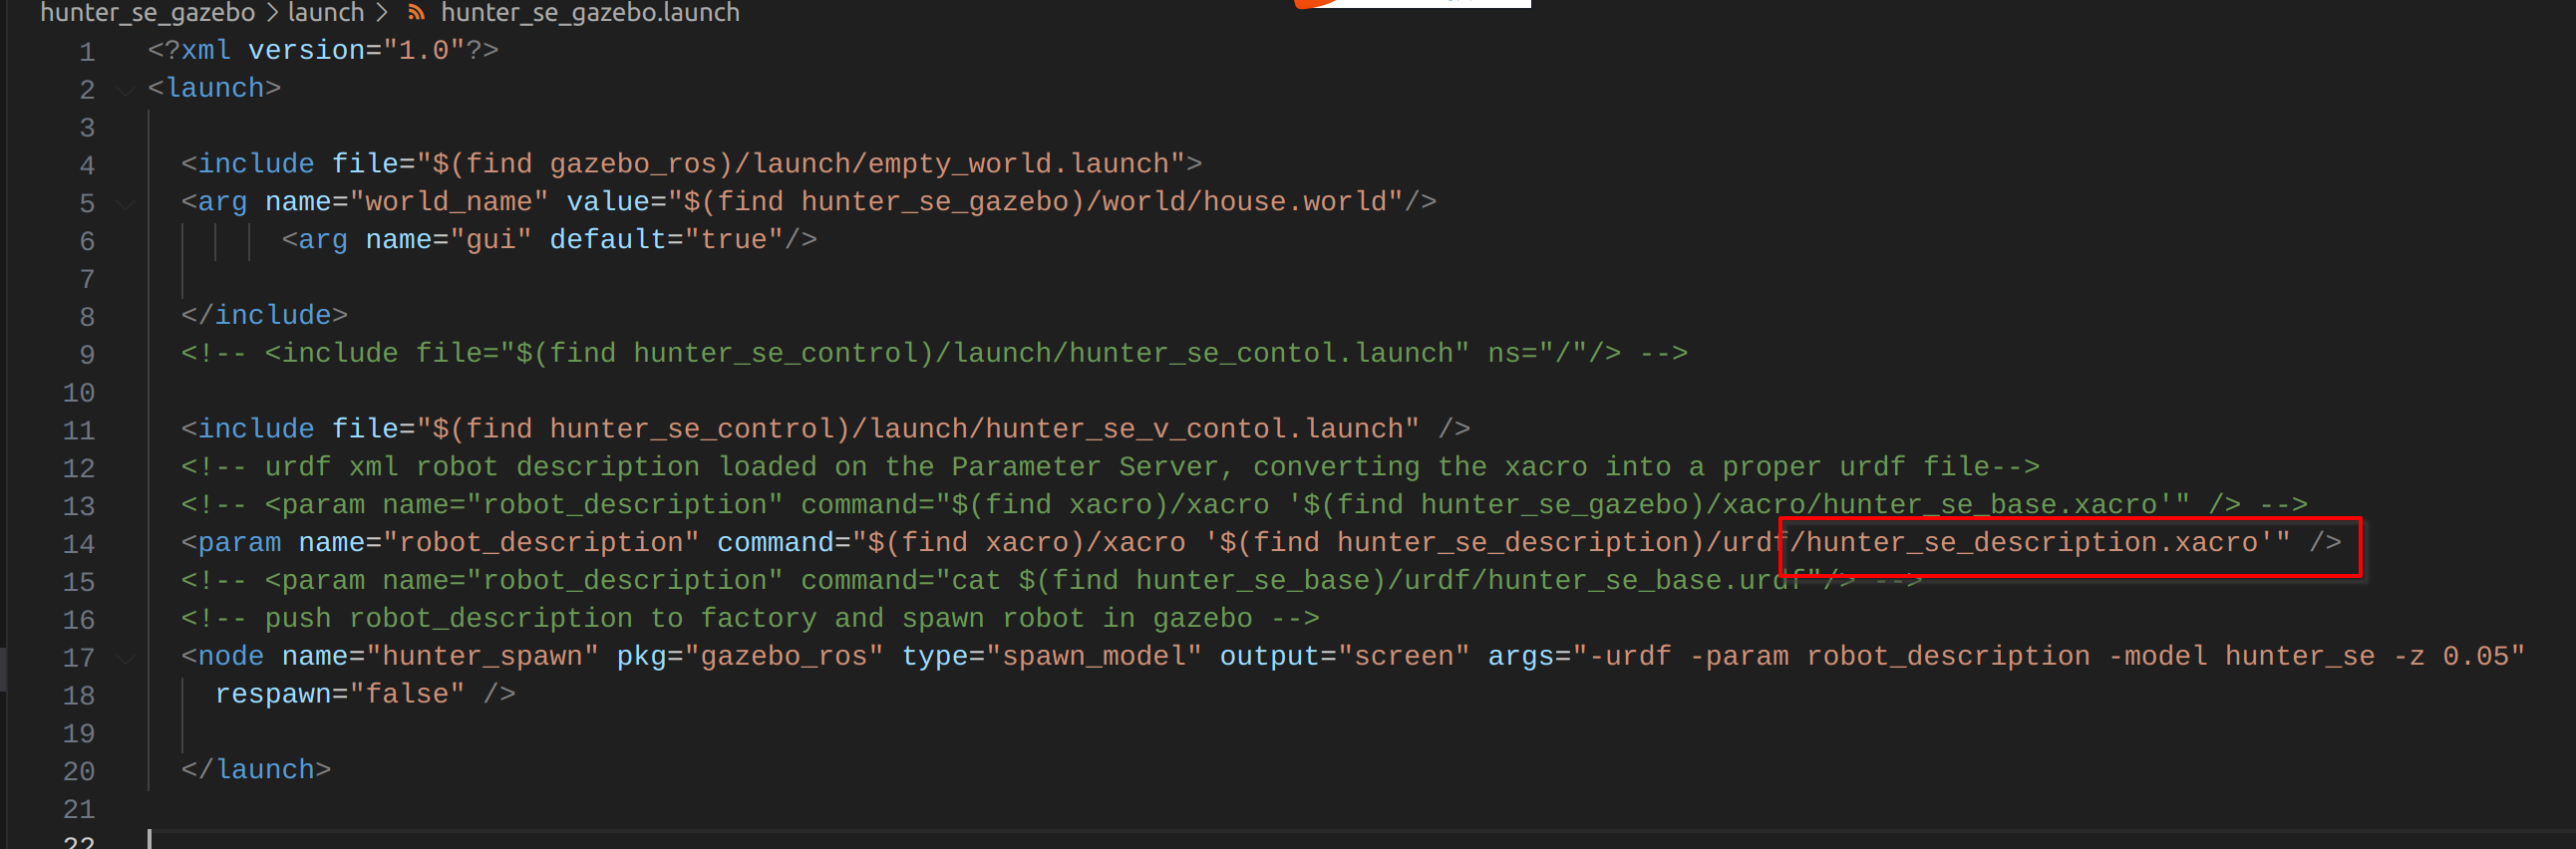 hunter_se_gazebo > launch > hunter_se_gazebo.launch
1 <?xml version="1.0"?>
2 <launch>
3
4 <include file="$(find gazebo_ros)/launch/empty_world.launch">
5 <arg name="world_name" value="$(find hunter_se_gazebo)/world/house.world"/>
6 <arg name="gui" default="true"/>
7
8 </include>
9 <!-- <include file="$(find hunter_se_control)/launch/hunter_se_contol.launch" ns="/"/> -->
10
11 <include file="$(find hunter_se_control)/launch/hunter_se_v_contol.launch" />
12 <!-- urdf xml robot description loaded on the Parameter Server, converting the xacro into a proper urdf file-->
13 <!-- <param name="robot_description" command="$(find xacro)/xacro '$(find hunter_se_gazebo)/xacro/hunter_se_base.xacro'" /> -->
14 <param name="robot_description" command="$(find xacro)/xacro '$(find hunter_se_description)/urdf/hunter_se_description.xacro'" />
15 <!-- <param name="robot_description" command="cat $(find hunter_se_base)/urdf/hunter_se_base.urdf"/> -->
16 <!-- push robot_description to factory and spawn robot in gazebo -->
17 <node name="hunter_spawn" pkg="gazebo_ros" type="spawn_model" output="screen" args="-urdf -param robot_description -model hunter_se -z 0.05"
18 respawn="false" />
19
20 </launch>
21
22